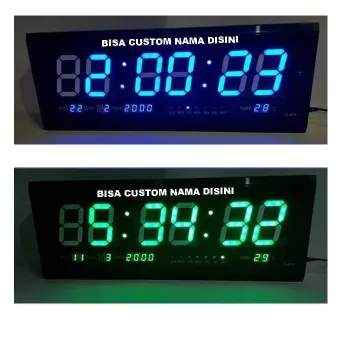 BISA CUSTOM NAMA DISINI
2:00 23
22 2 2000 28
BISA CUSTOM NAMA DISINI
5:34 32
11 3 2000 29